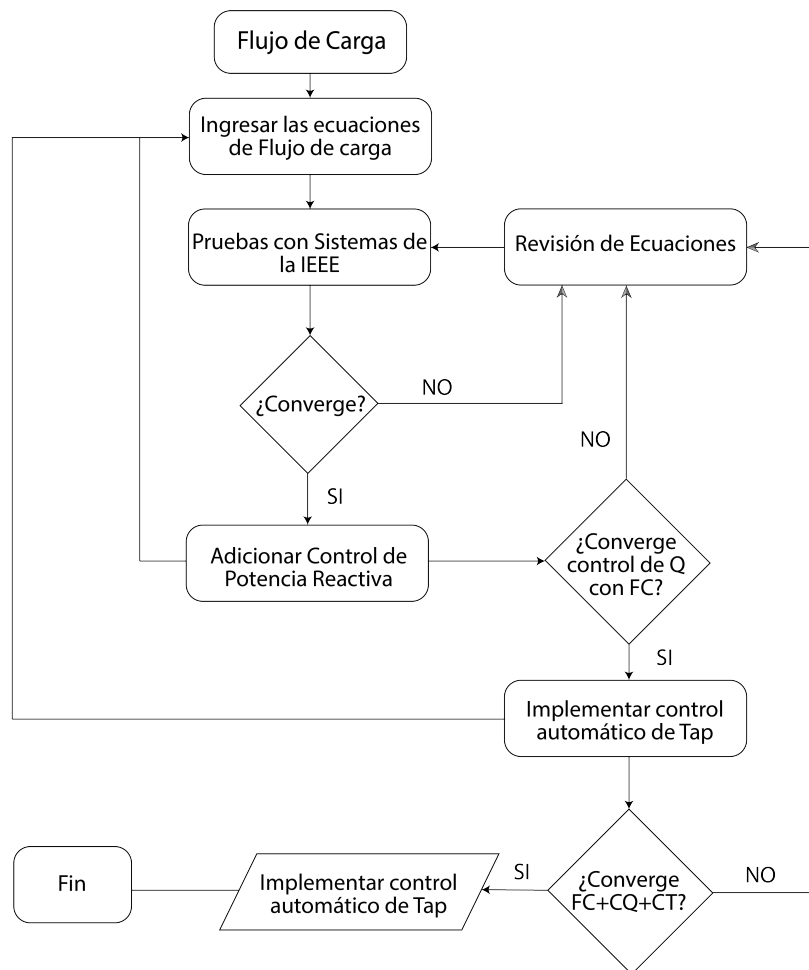 Flujo de Carga
Ingresar las ecuaciones
de Flujo de carga
Pruebas con Sistemas de
la IEEE
Revisión de Ecuaciones
¿Converge?
NO
SI
NO
Adicionar Control de
Potencia Reactiva
¿Converge
control de Q
con FC?
SI
Implementar control
automático de Tap
¿Converge
FC+CQ+CT?
NO
SI
Implementar control
automático de Tap
Fin